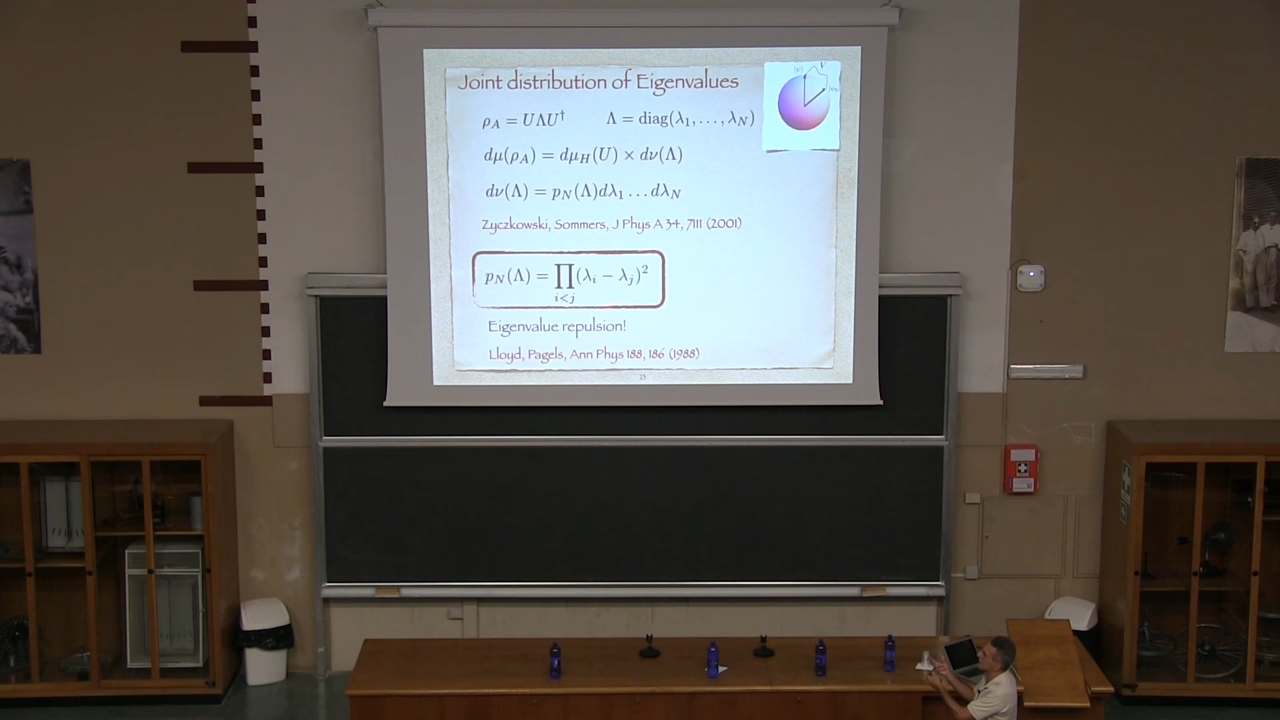 Joint distribution of Eigenvalues
ρ_A = UΛU† Λ = diag(λ_1, . . . , λ_N)
dμ(ρ_A) = dμ_H(U) × dν(Λ)
dν(Λ) = p_N(Λ)dλ_1 . . . dλ_N
Zyczkowski, Sommers, J Phys A 34, 7111 (2001)
p_N(Λ) = ∏_{i<j} (λ_i − λ_j)²
Eigenvalue repulsion!
Lloyd, Pagels, Ann Phys 188, 186 (1988)